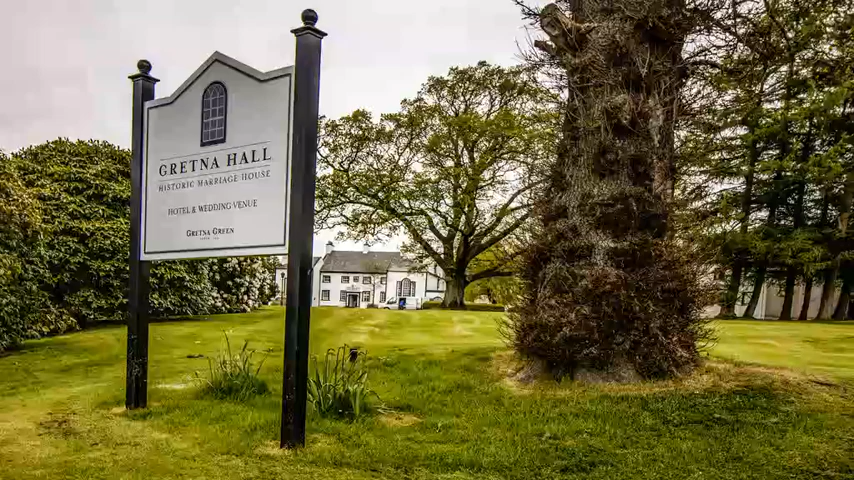 GRETNA HALL
HISTORIC MARRIAGE HOUSE
HOTEL & WEDDING VENUE
GRETNA GREEN